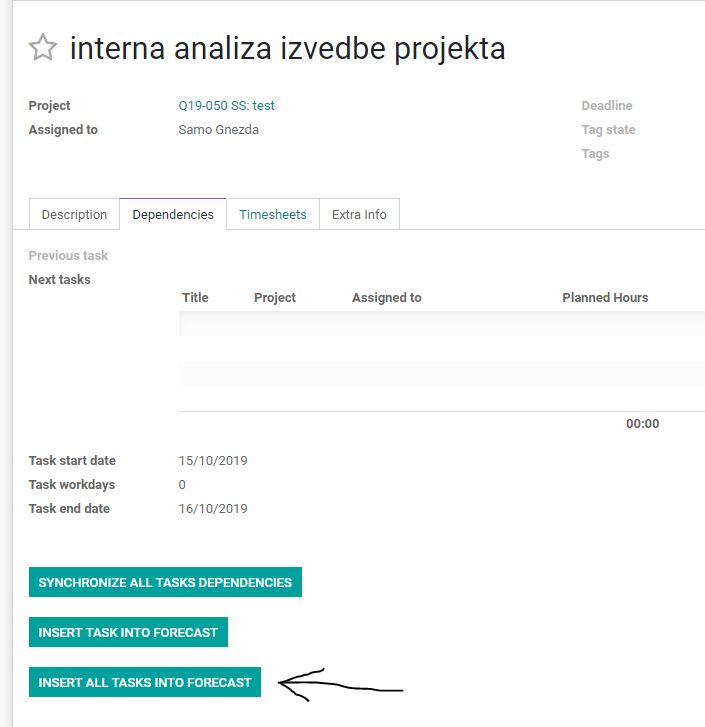 interna analiza izvedbe projekta
Project Q19-050 SS: test Deadline
Assigned to Samo Gnezda Tag state
Tags
Description Dependencies Timesheets Extra Info
Previous task
Next tasks
Title Project Assigned to Planned Hours
00:00
Task start date 15/10/2019
Task workdays 0
Task end date 16/10/2019
SYNCHRONIZE ALL TASKS DEPENDENCIES
INSERT TASK INTO FORECAST
INSERT ALL TASKS INTO FORECAST